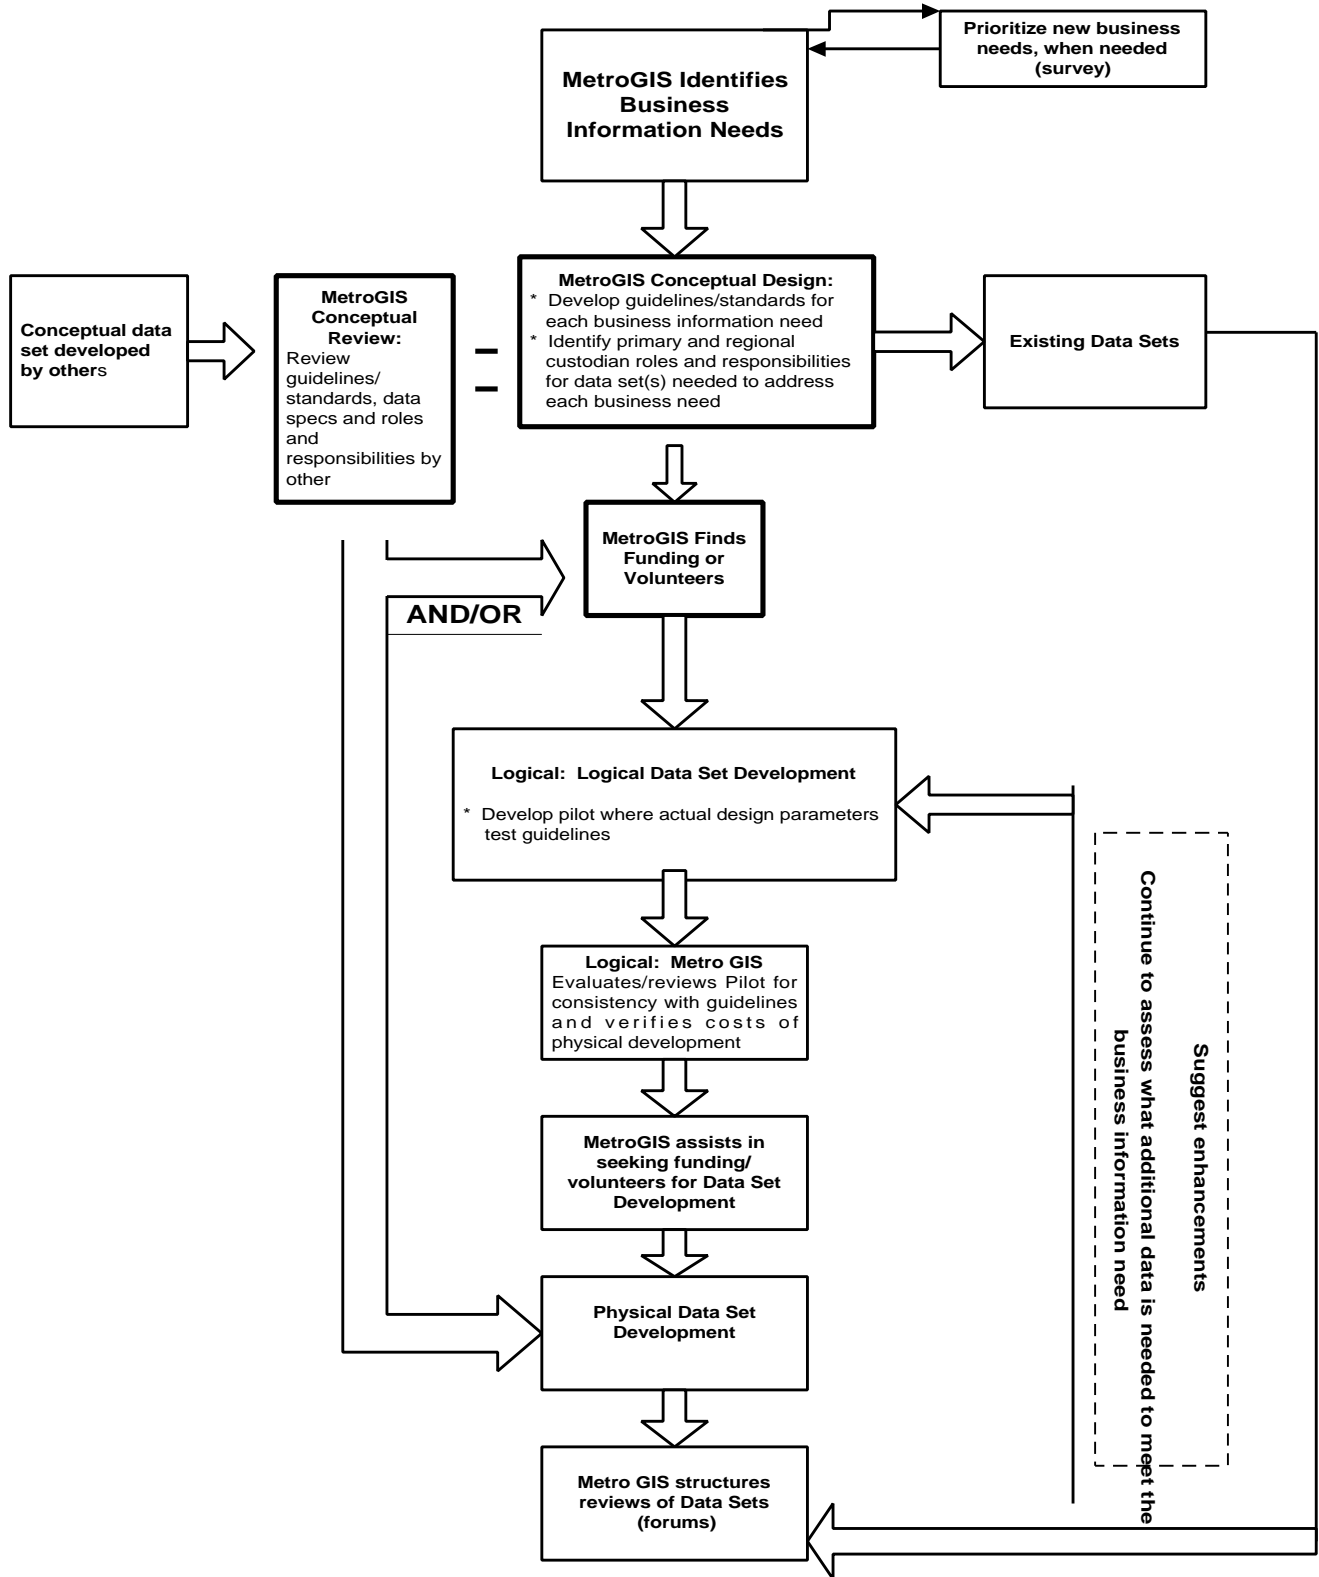 Prioritize new business
needs, when needed
(survey)
MetroGIS Identifies
Business
Information Needs
Conceptual data
set developed
by others
MetroGIS
Conceptual
Review:
Review
guidelines/
standards, data
specs and roles
and
responsibilities by
other
MetroGIS Conceptual Design:
* Develop guidelines/standards for
each business information need
* Identify primary and regional
custodian roles and responsibilities
for data set(s) needed to address
each business need
Existing Data Sets
MetroGIS Finds
Funding or
Volunteers
AND/OR
Logical: Logical Data Set Development
* Develop pilot where actual design parameters
test guidelines
Logical: Metro GIS
Evaluates/reviews Pilot for
consistency with guidelines
and verifies costs of
physical development
MetroGIS assists in
seeking funding/
volunteers for Data Set
Development
Physical Data Set
Development
Metro GIS structures
reviews of Data Sets
(forums)
Suggest enhancements
Continue to assess what additional data is needed to meet the
business information need